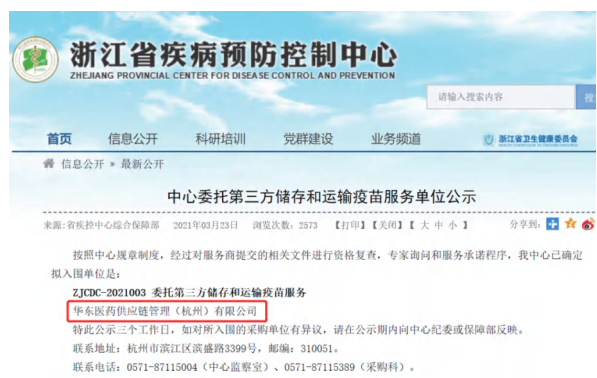 浙江省疾病预防控制中心
ZHEJIANG PROVINCIAL CENTER FOR DISEASE CONTROL AND PREVENTION
请输入搜索内容
首页 信息公开 科研培训 党群建设 业务频道 浙江省卫生健康委员会
信息公开 » 最新公开
中心委托第三方储存和运输疫苗服务单位公示
来源:省疾控中心综合保障部 2021年03月23日 浏览次数: 2573 【打印】【关闭】【 大 中 小 】 分享到:
按照中心规章制度，经过对服务商提交的相关文件进行资格复查，专家询问和服务承诺程序，我中心已确定
拟入围单位是:
ZJCDC-2021003 委托第三方储存和运输疫苗服务
华东医药供应链管理（杭州）有限公司
特此公示三个工作日，如对所入围的采购单位有异议，请在公示期内向中心纪委或保障部反映。
联系地址: 杭州市滨江区滨盛路3399号，邮编: 310051。
联系电话: 0571-87115004（中心监察室）、0571-87115389（采购科）。